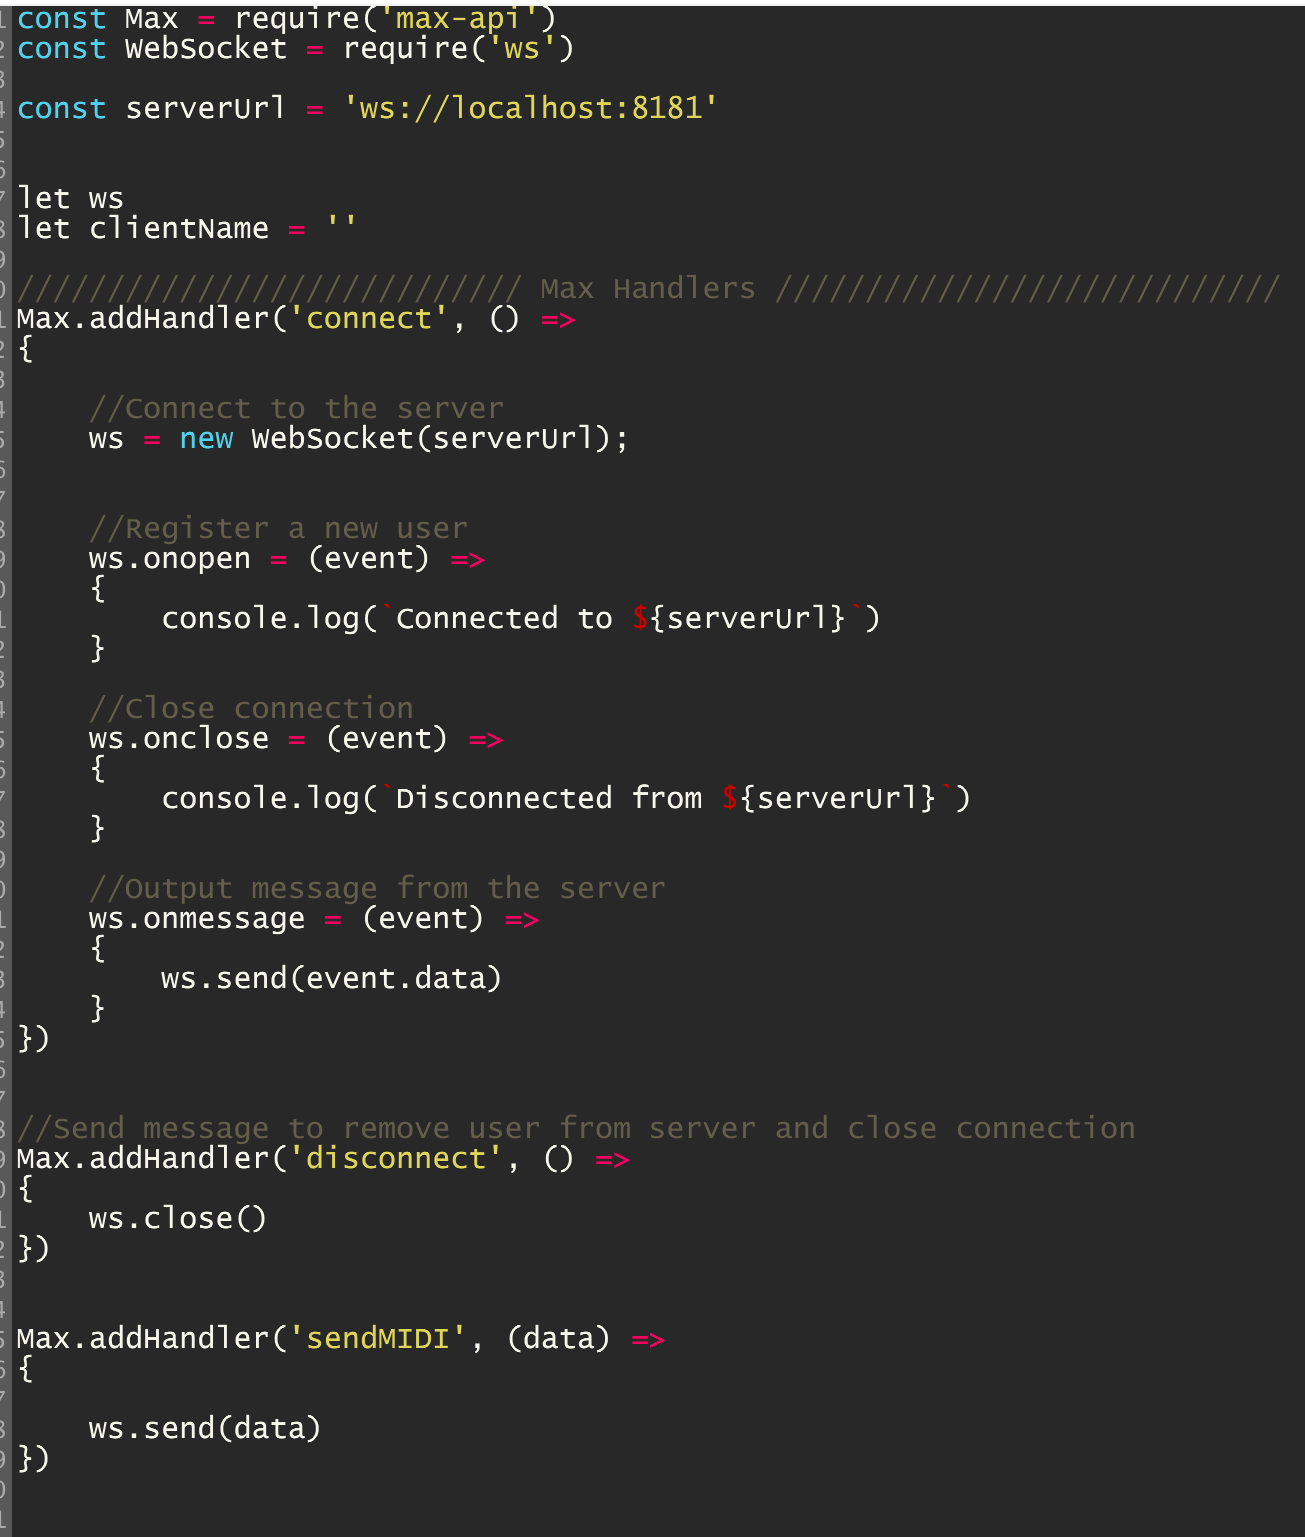 const Max = require('max-api')
const WebSocket = require('ws')
const serverUrl = 'ws://localhost:8181'
let ws
let clientName = ''
//////////////////////////// Max Handlers ////////////////////////////
Max.addHandler('connect', () =>
{
//Connect to the server
ws = new WebSocket(serverUrl);
//Register a new user
ws.onopen = (event) =>
{
console.log(`Connected to ${serverUrl}`)
}
//Close connection
ws.onclose = (event) =>
{
console.log(`Disconnected from ${serverUrl}`)
}
//Output message from the server
ws.onmessage = (event) =>
{
ws.send(event.data)
}
})
//Send message to remove user from server and close connection
Max.addHandler('disconnect', () =>
{
ws.close()
})
Max.addHandler('sendMIDI', (data) =>
{
ws.send(data)
})